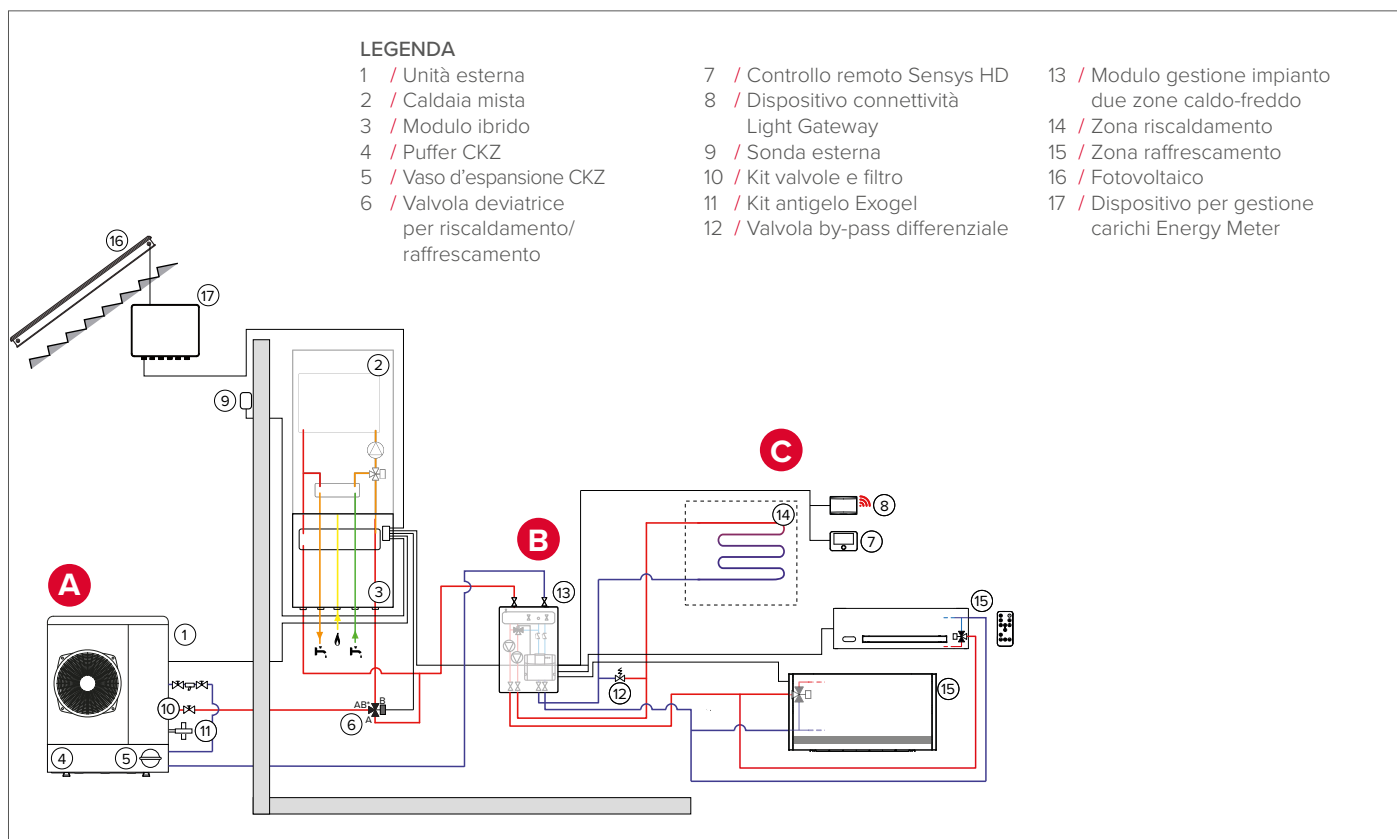 LEGENDA
1 / Unità esterna
2 / Caldaia mista
3 / Modulo ibrido
4 / Puffer CKZ
5 / Vaso d'espansione CKZ
6 / Valvola deviatrice
per riscaldamento/
raffrescamento
7 / Controllo remoto Sensys HD
8 / Dispositivo connettività
Light Gateway
9 / Sonda esterna
10 / Kit valvole e filtro
11 / Kit antigelo Exogel
12 / Valvola by-pass differenziale
13 / Modulo gestione impianto
due zone caldo-freddo
14 / Zona riscaldamento
15 / Zona raffrescamento
16 / Fotovoltaico
17 / Dispositivo per gestione
carichi Energy Meter
16
17
2
9
C
14
8
7
B
13
3
A
1
15
15
12
10
AB
B
A
6
11
4
5